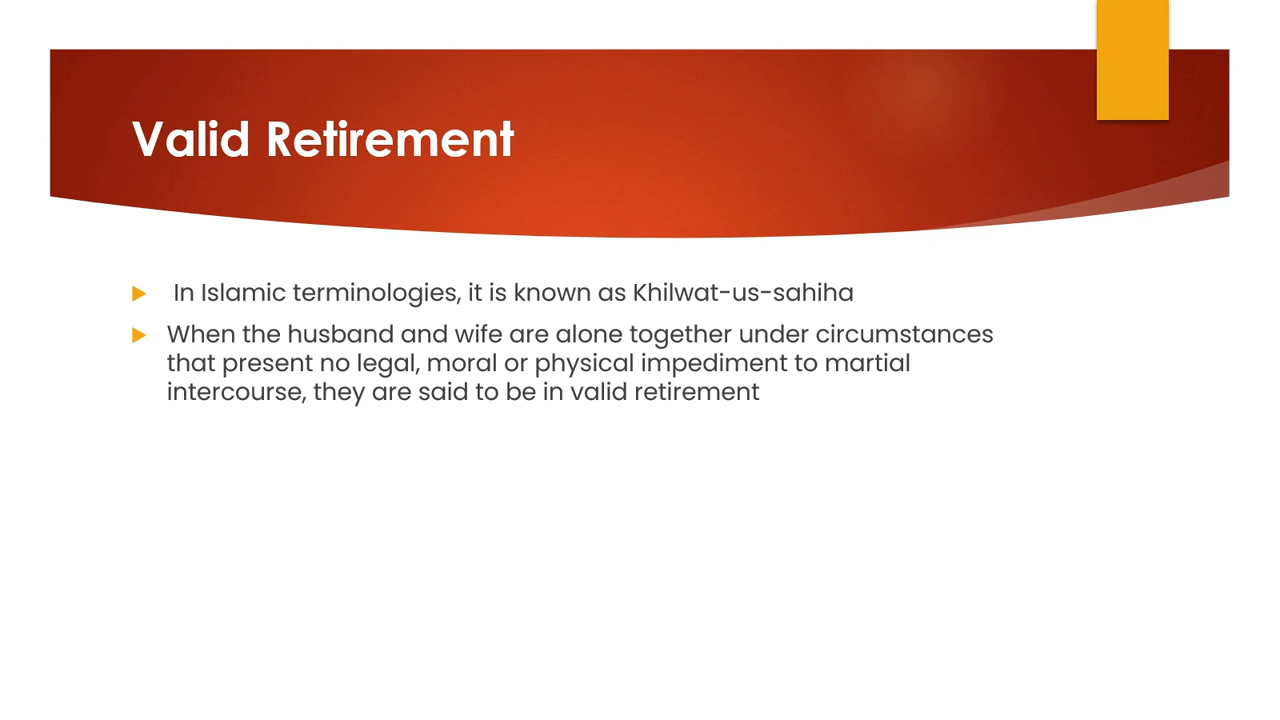 Valid Retirement
In Islamic terminologies, it is known as Khilwat-us-sahiha
When the husband and wife are alone together under circumstances
that present no legal, moral or physical impediment to martial
intercourse, they are said to be in valid retirement